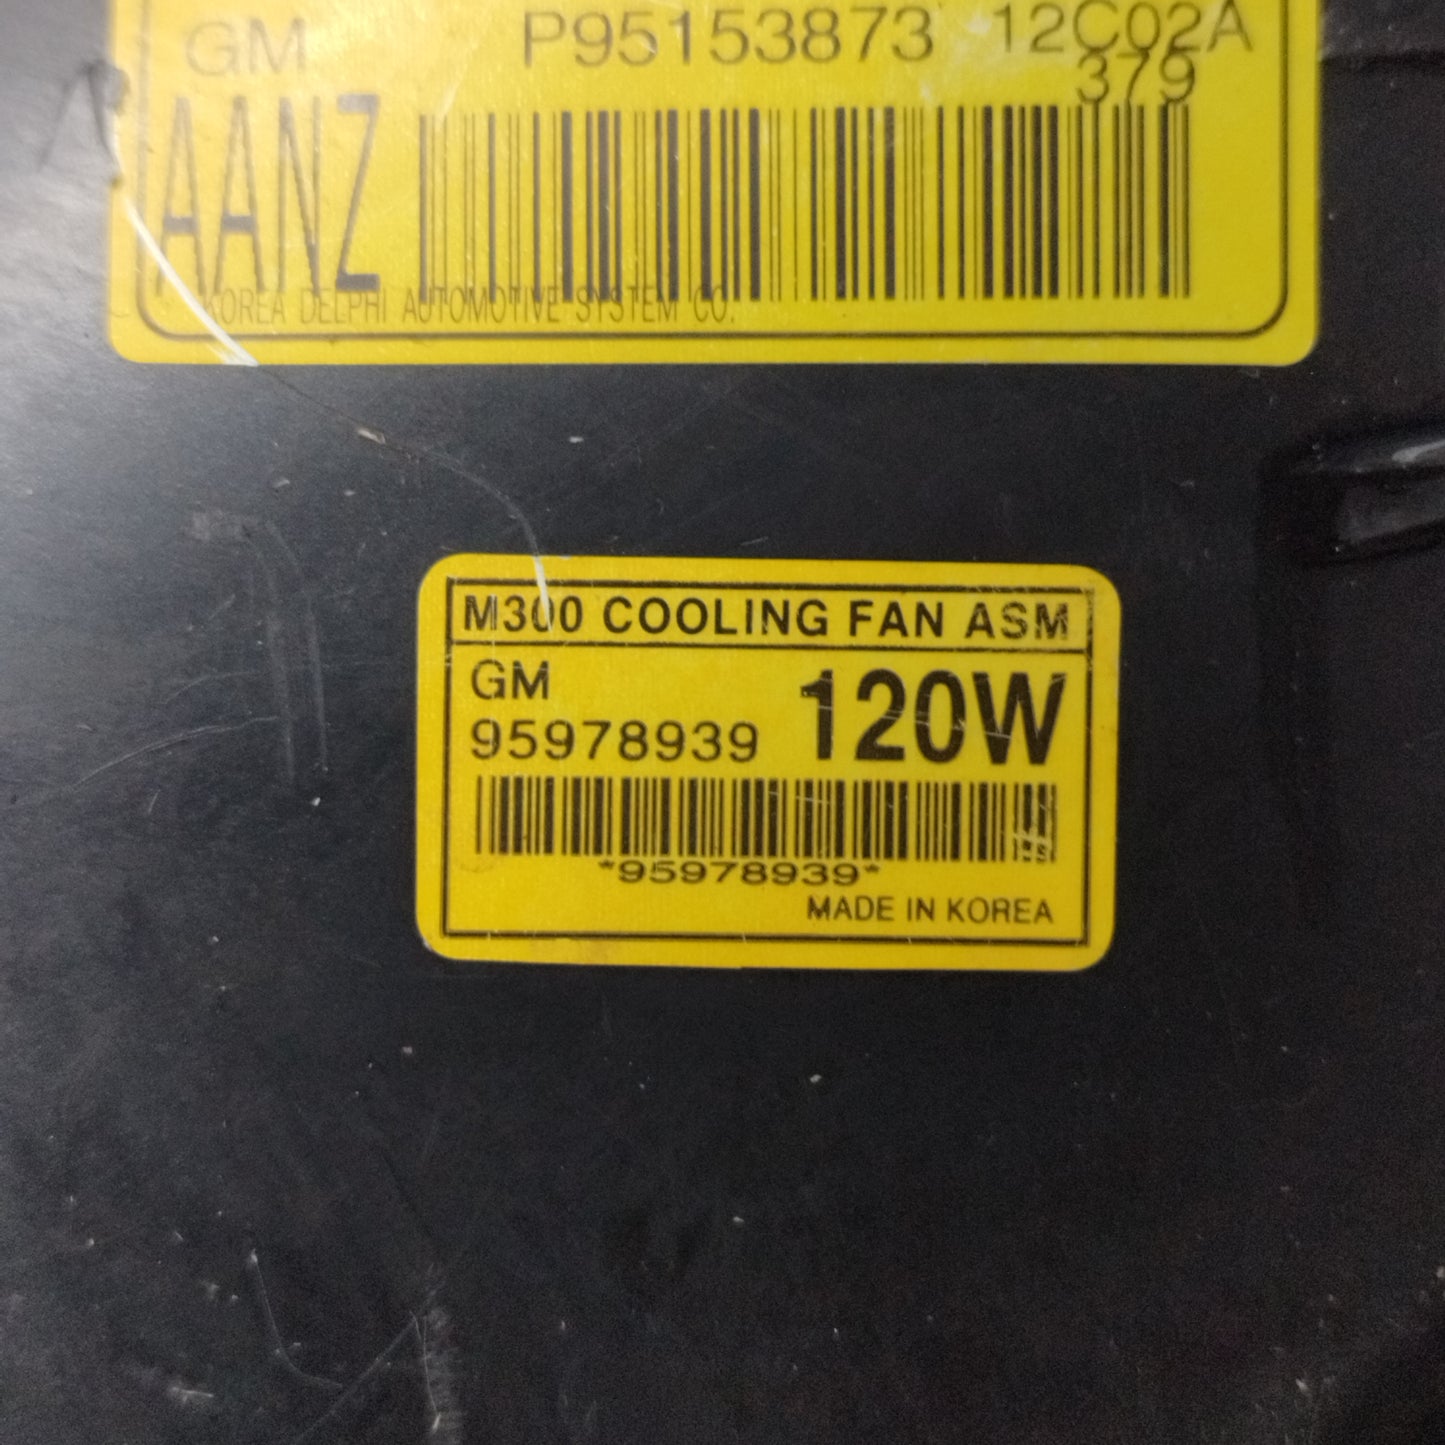 GM P95153873 12C02A
379
AANZ
KOREA DELPHI AUTOMOTIVE SYSTEM CO.
M300 COOLING FAN ASM
GM 120W
95978939
*95978939*
MADE IN KOREA